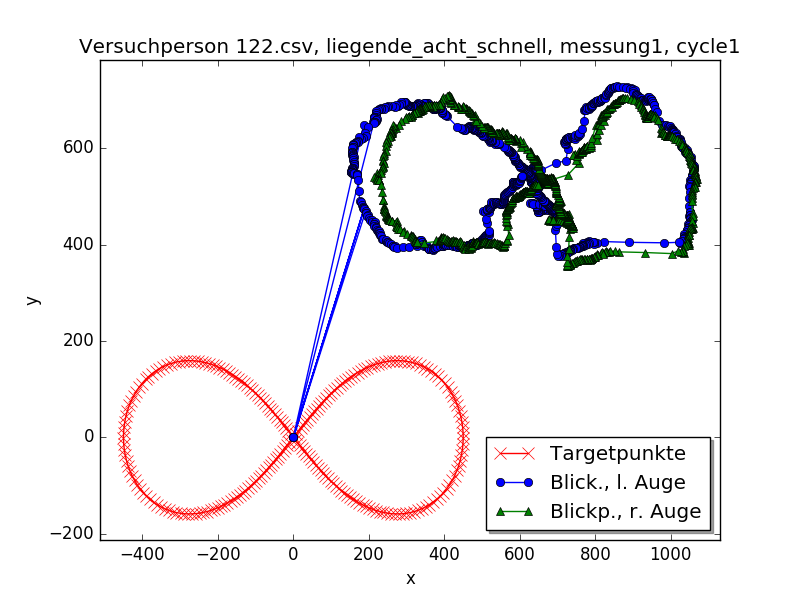 Versuchperson 122.csv, liegende_acht_schnell, messung1, cycle1
y
600
400
200
0
−200
−400
−200
0
200
400
600
800
1000
x
Targetpunkte
Blick., l. Auge
Blickp., r. Auge